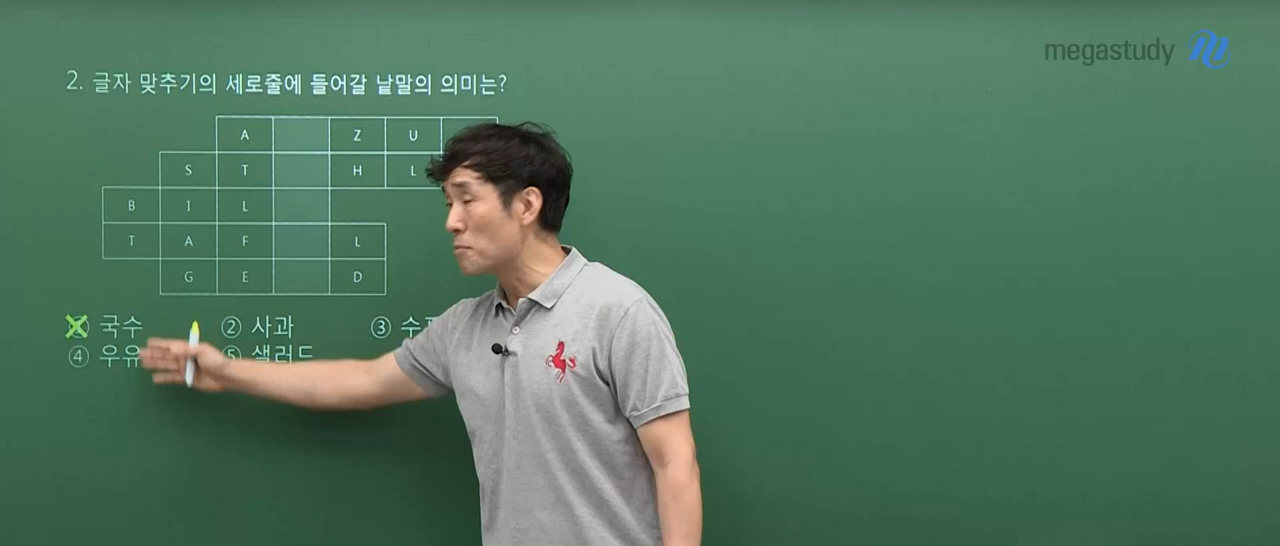 megastudy
2. 글자 맞추기의 세로줄에 들어갈 낱말의 의미는?
A Z U
S T H L
B I L
T A F L
G E D
① 국수 ② 사과 ③
④ 우유 ⑤ 샐러드